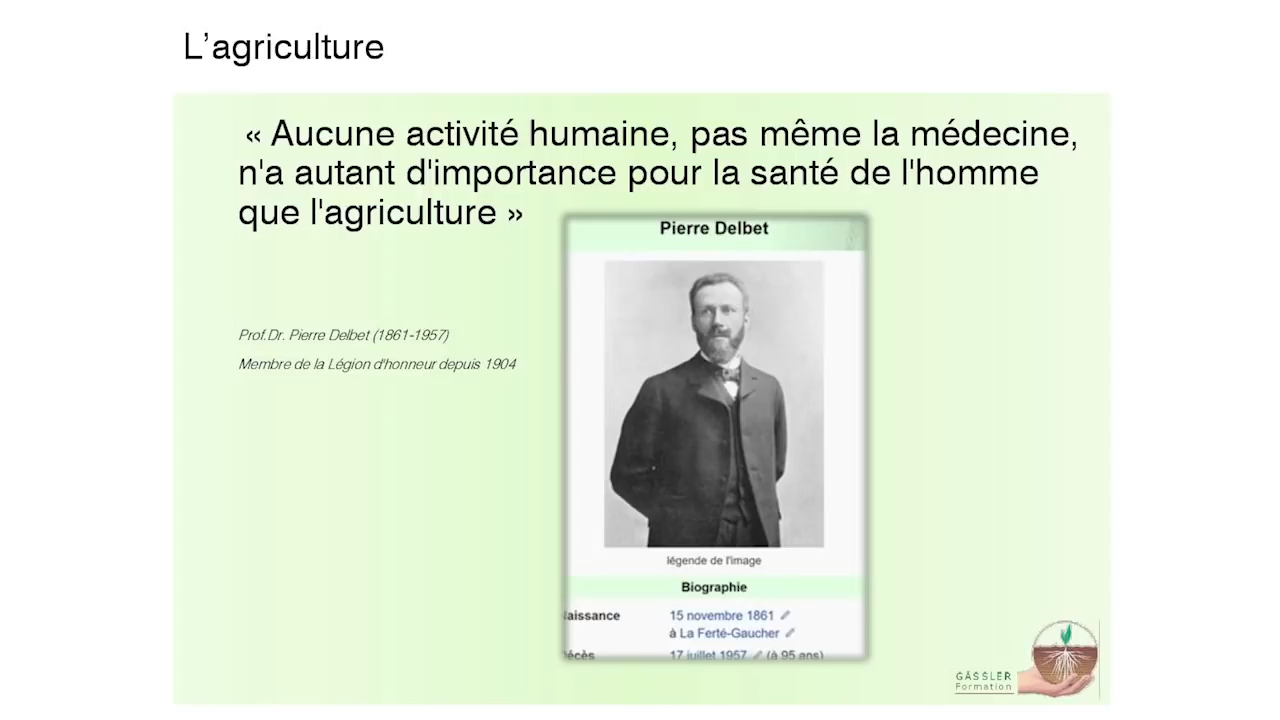 L’agriculture
« Aucune activité humaine, pas même la médecine,
n'a autant d'importance pour la santé de l'homme
que l'agriculture »
Pierre Delbet
Prof.Dr. Pierre Delbet (1861-1957)
Membre de la Légion d'honneur depuis 1904
légende de l'image
Biographie
aissance 15 novembre 1861
à La Ferté-Gaucher
écès 17 juillet 1957 (à 95 ans)
GÄSSLER
Formation